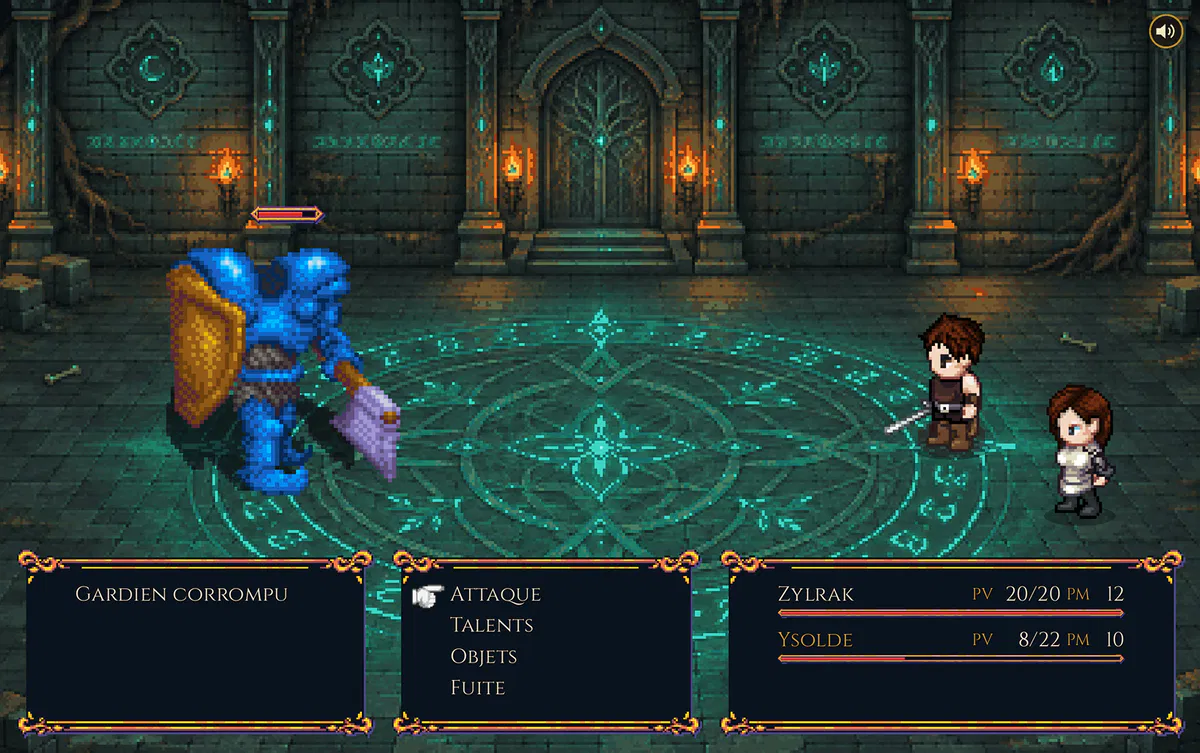 Gardien corrompu
Attaque
Talents
Objets
Fuite
Zylrak PV 20/20 PM 12
Ysolde PV 8/22 PM 10